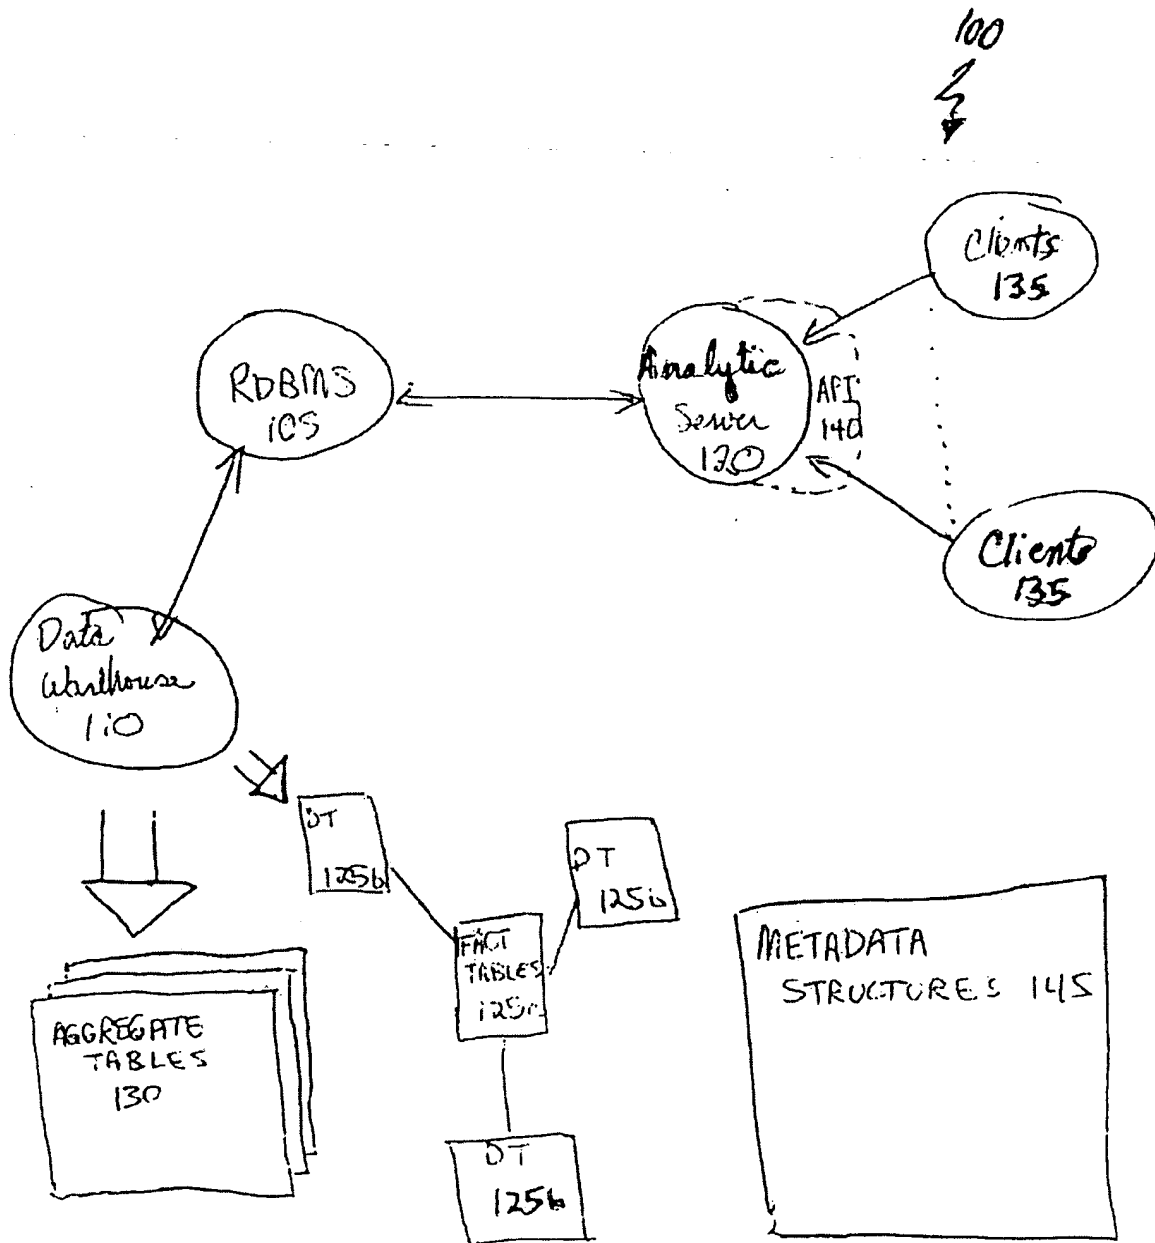 100
Clients
135
RDBMS
105
Analytic
Server
120
API
140
Clients
135
Data
Warehouse
110
DT
125b
DT
125b
FACT
TABLES
125a
METADATA
STRUCTURES 145
AGGREGATE
TABLES
130
DT
125b